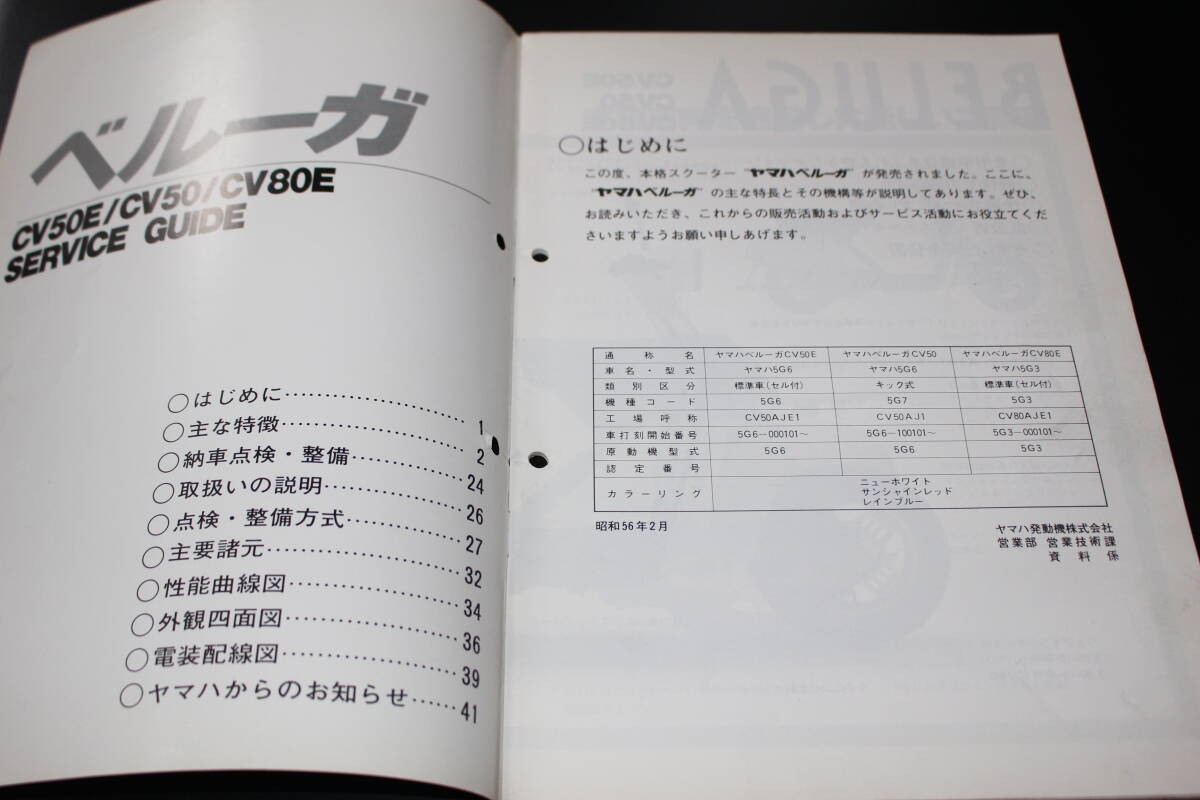 ベルーガ
CV50E/CV50/CV80E
SERVICE GUIDE
○はじめに……………………1
○主な特徴……………………2
○納車点検・整備……………24
○取扱いの説明………………26
○点検・整備方式……………27
○主要諸元……………………32
○性能曲線図…………………34
○外観四面図…………………36
○電装配線図…………………39
○ヤマハからのお知らせ……41
BELUGA
CV50E
CV50
CV80E
○はじめに
この度、本格スクーター“ヤマハベルーガ”が発売されました。ここに、
“ヤマハベルーガ”の主な特長とその機構等が説明してあります。ぜひ、
お読みいただき、これからの販売活動およびサービス活動にお役立てくだ
さいますようお願い申しあげます。
通称名 ヤマハベルーガCV50E ヤマハベルーガCV50 ヤマハベルーガCV80E
車名・型式 ヤマハ5G6 ヤマハ5G6 ヤマハ5G3
類別区分 標準車(セル付) キック式 標準車(セル付)
機種コード 5G6 5G7 5G3
工場呼称 CV50AJE1 CV50AJ1 CV80AJE1
車打刻開始番号 5G6−000101〜 5G6−100101〜 5G3−000101〜
原動機型式 5G6 5G6 5G3
認定番号
カラーリング ニューホワイト
サンシャインレッド
レインブルー
昭和56年2月
ヤマハ発動機株式会社
営業部 営業技術課
資料係